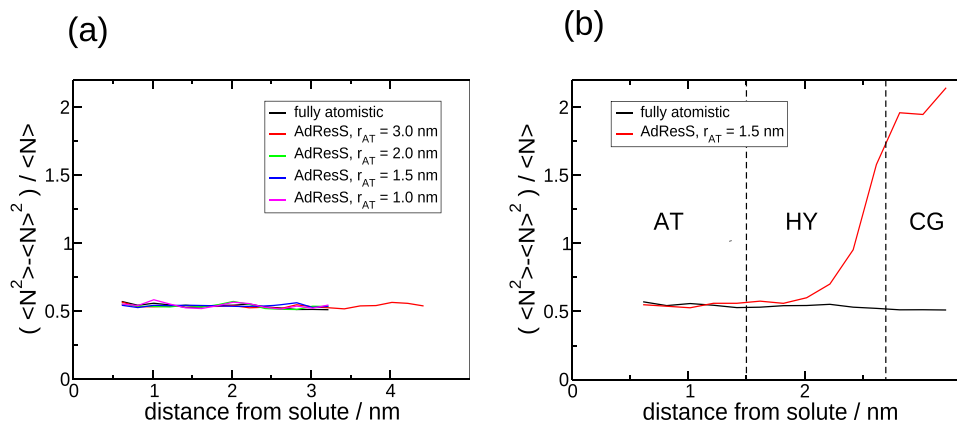 (a)
( <N²>-<N>² ) / <N>
2
1.5
1
0.5
0
fully atomistic
AdResS, r_AT = 3.0 nm
AdResS, r_AT = 2.0 nm
AdResS, r_AT = 1.5 nm
AdResS, r_AT = 1.0 nm
0 1 2 3 4
distance from solute / nm
(b)
( <N²>-<N>² ) / <N>
2
1.5
1
0.5
0
fully atomistic
AdResS, r_AT = 1.5 nm
AT HY CG
0 1 2
distance from solute / nm